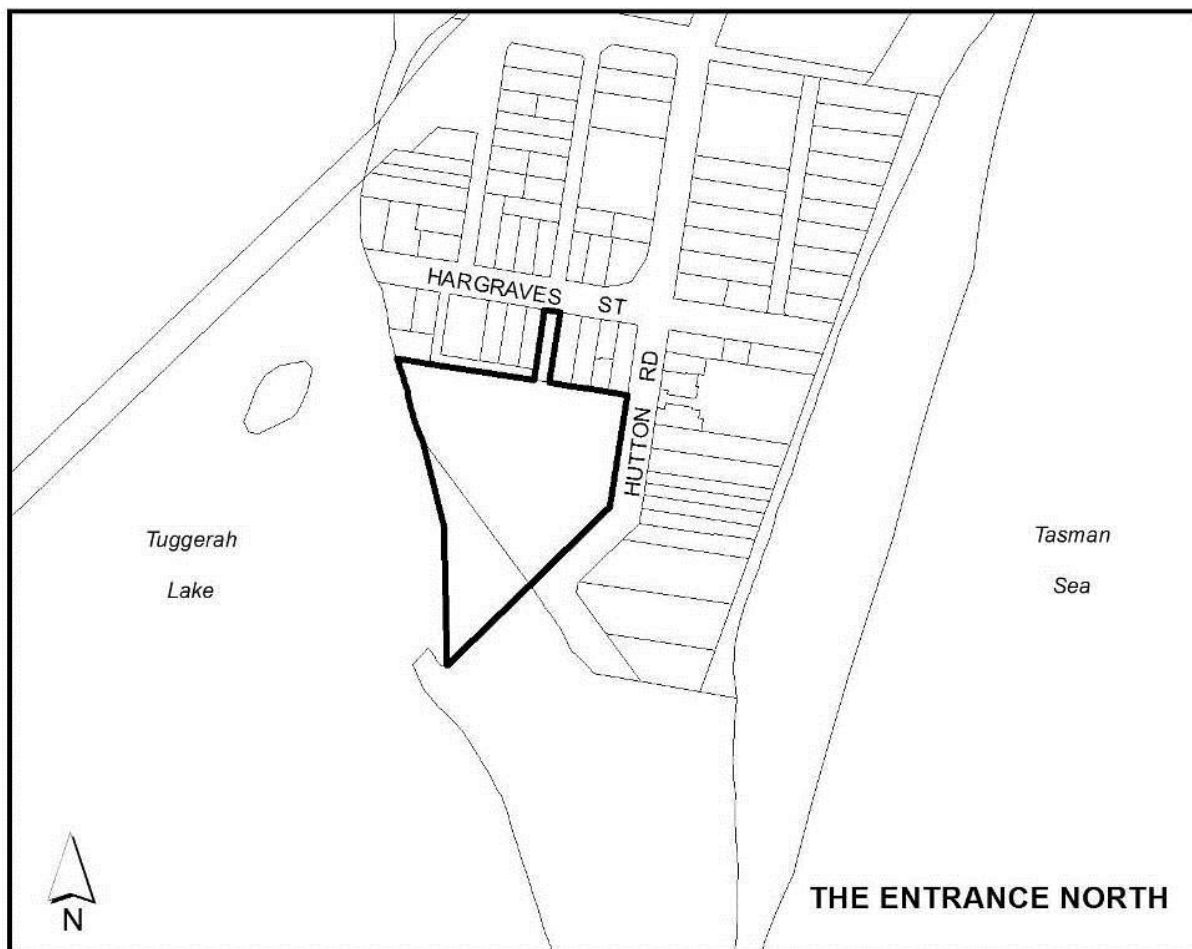 HARGRAVES ST
HUTTON RD
Tuggerah
Lake
Tasman
Sea
N
THE ENTRANCE NORTH